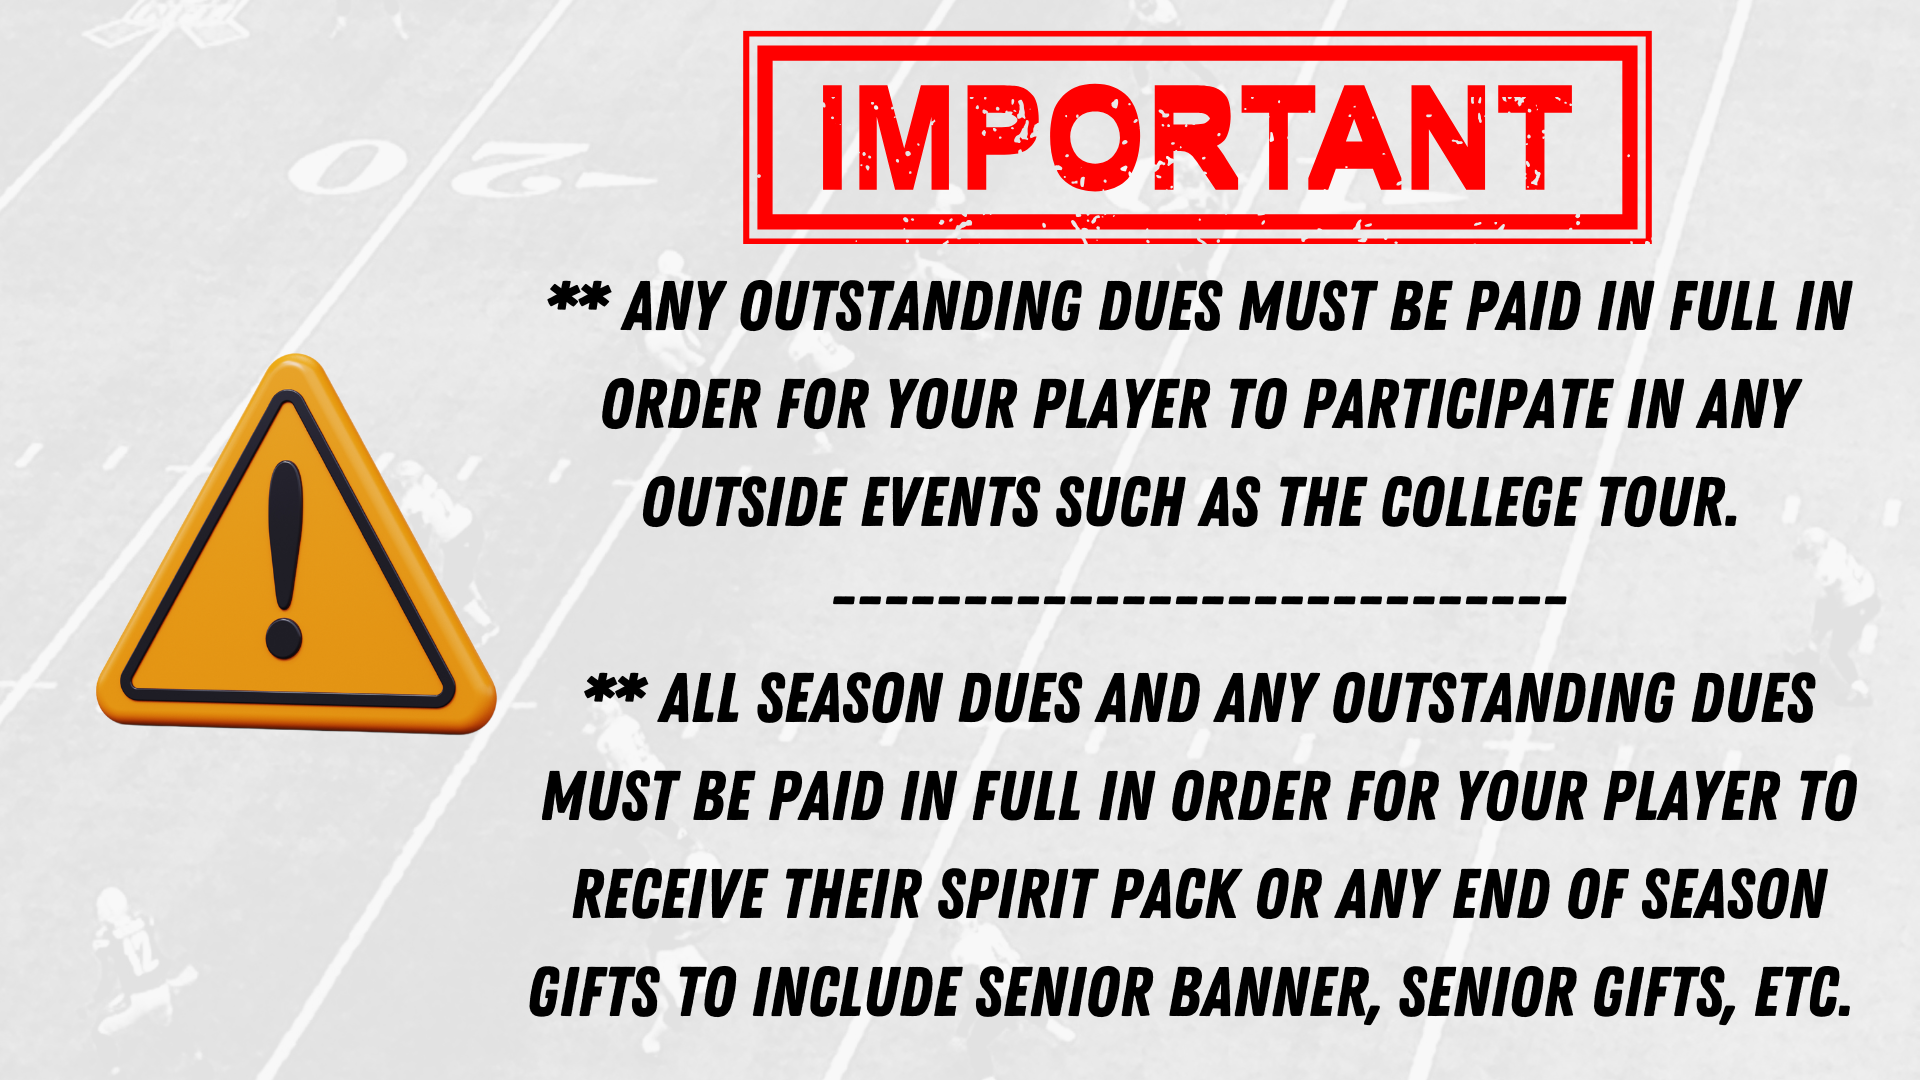 IMPORTANT
** ANY OUTSTANDING DUES MUST BE PAID IN FULL IN
ORDER FOR YOUR PLAYER TO PARTICIPATE IN ANY
OUTSIDE EVENTS SUCH AS THE COLLEGE TOUR.
----------------------------
** ALL SEASON DUES AND ANY OUTSTANDING DUES
MUST BE PAID IN FULL IN ORDER FOR YOUR PLAYER TO
RECEIVE THEIR SPIRIT PACK OR ANY END OF SEASON
GIFTS TO INCLUDE SENIOR BANNER, SENIOR GIFTS, ETC.
20